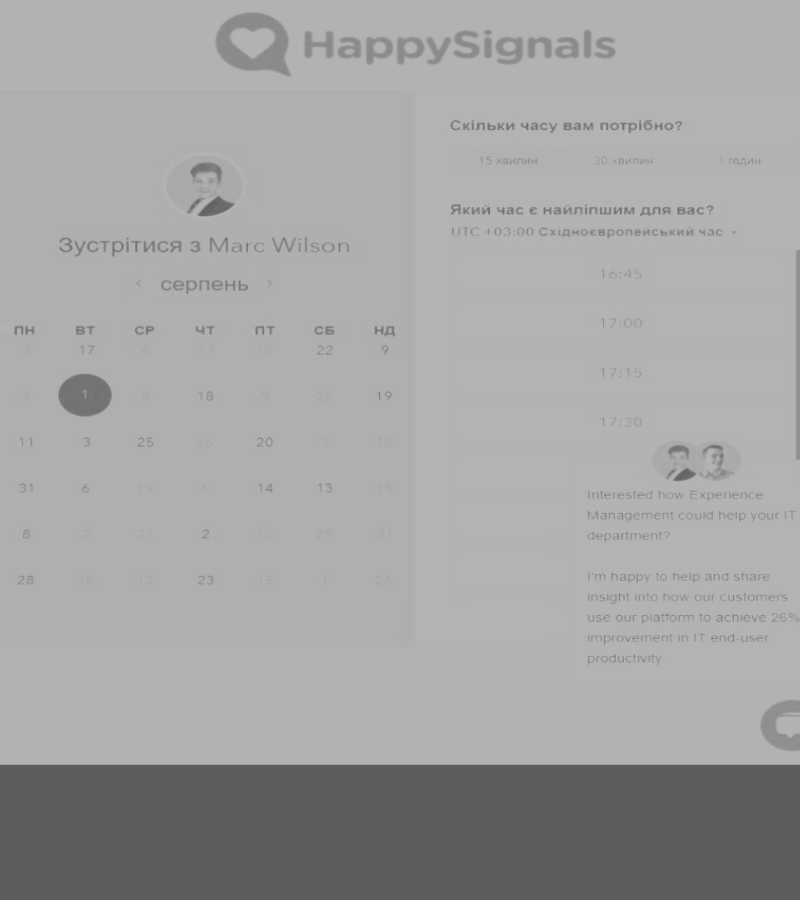 HappySignals
Зустрітися з Marc Wilson
‹ серпень ›
ПН ВТ СР ЧТ ПТ СБ НД
9 17 4 17 19 22 9
8 1 8 18 9 22 19
11 3 25 26 20 3 18
31 6 19 6 14 13 15
8 2 21 2 12 29 31
28 18 13 23 15 1 26
Скільки часу вам потрібно?
15 хвилин 30 хвилин 1 годин
Який час є найліпшим для вас?
UTC +03:00 Східноєвропейський час
16:45
17:00
17:15
17:30
Interested how Experience
Management could help your IT
department?
I'm happy to help and share
insight into how our customers
use our platform to achieve 26%
improvement in IT end-user
productivity